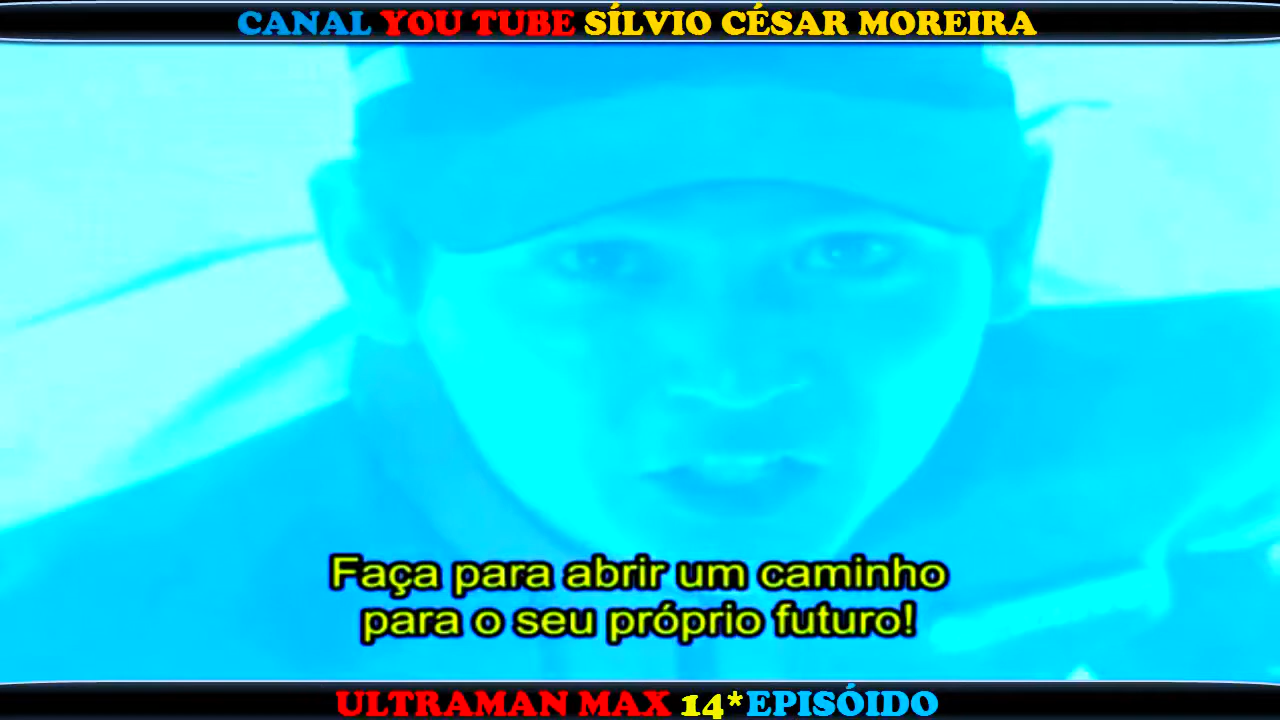 CANAL YOU TUBE SÍLVIO CÉSAR MOREIRA
Faça para abrir um caminho
para o seu próprio futuro!
ULTRAMAN MAX 14*EPISÓIDO